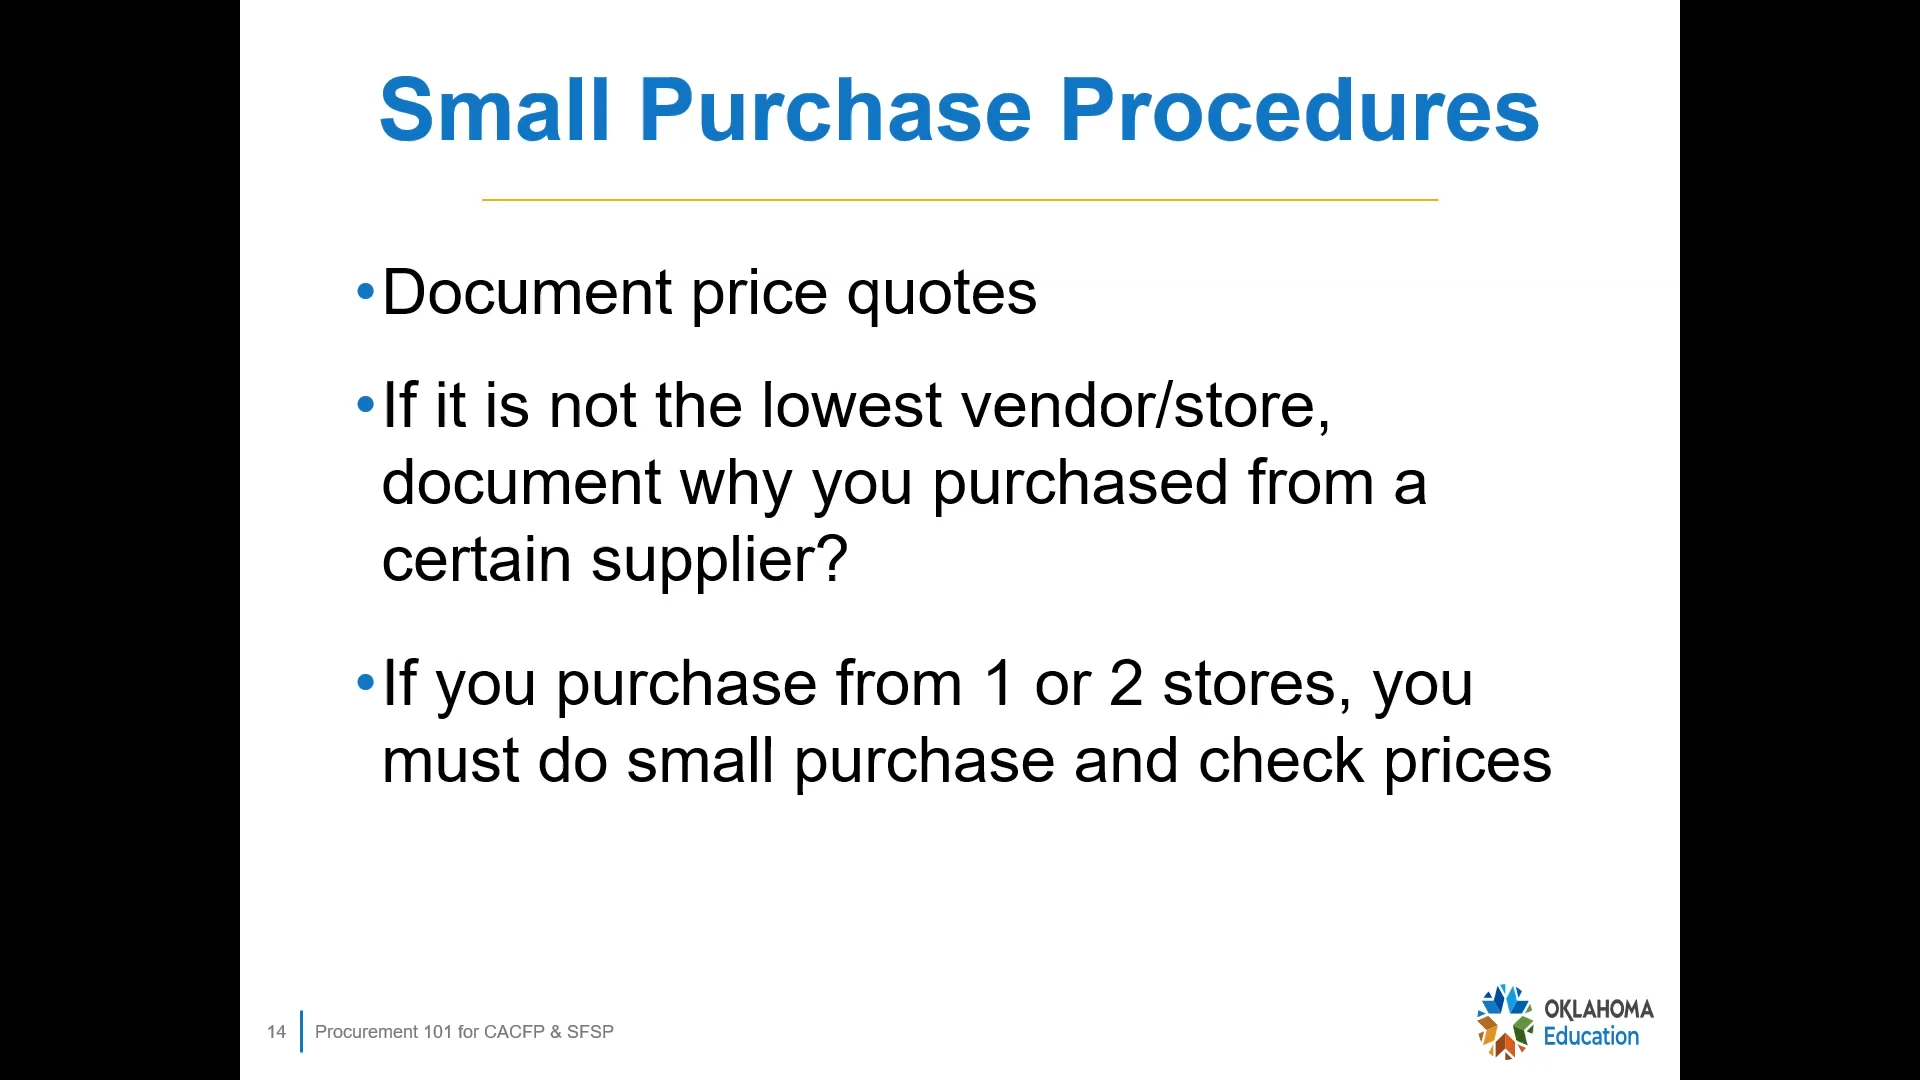 Small Purchase Procedures
•Document price quotes
•If it is not the lowest vendor/store,
document why you purchased from a
certain supplier?
•If you purchase from 1 or 2 stores, you
must do small purchase and check prices
14
Procurement 101 for CACFP & SFSP
OKLAHOMA
Education